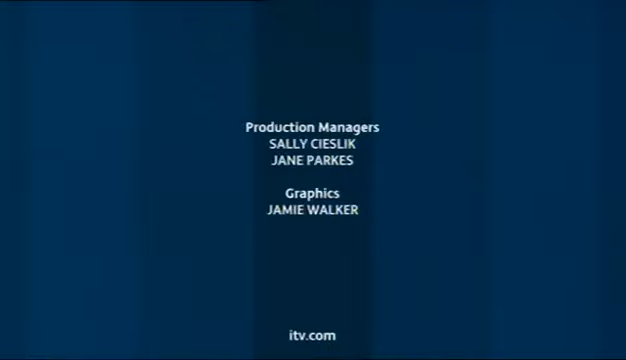 Production Managers
SALLY CIESLIK
JANE PARKES
Graphics
JAMIE WALKER
itv.com